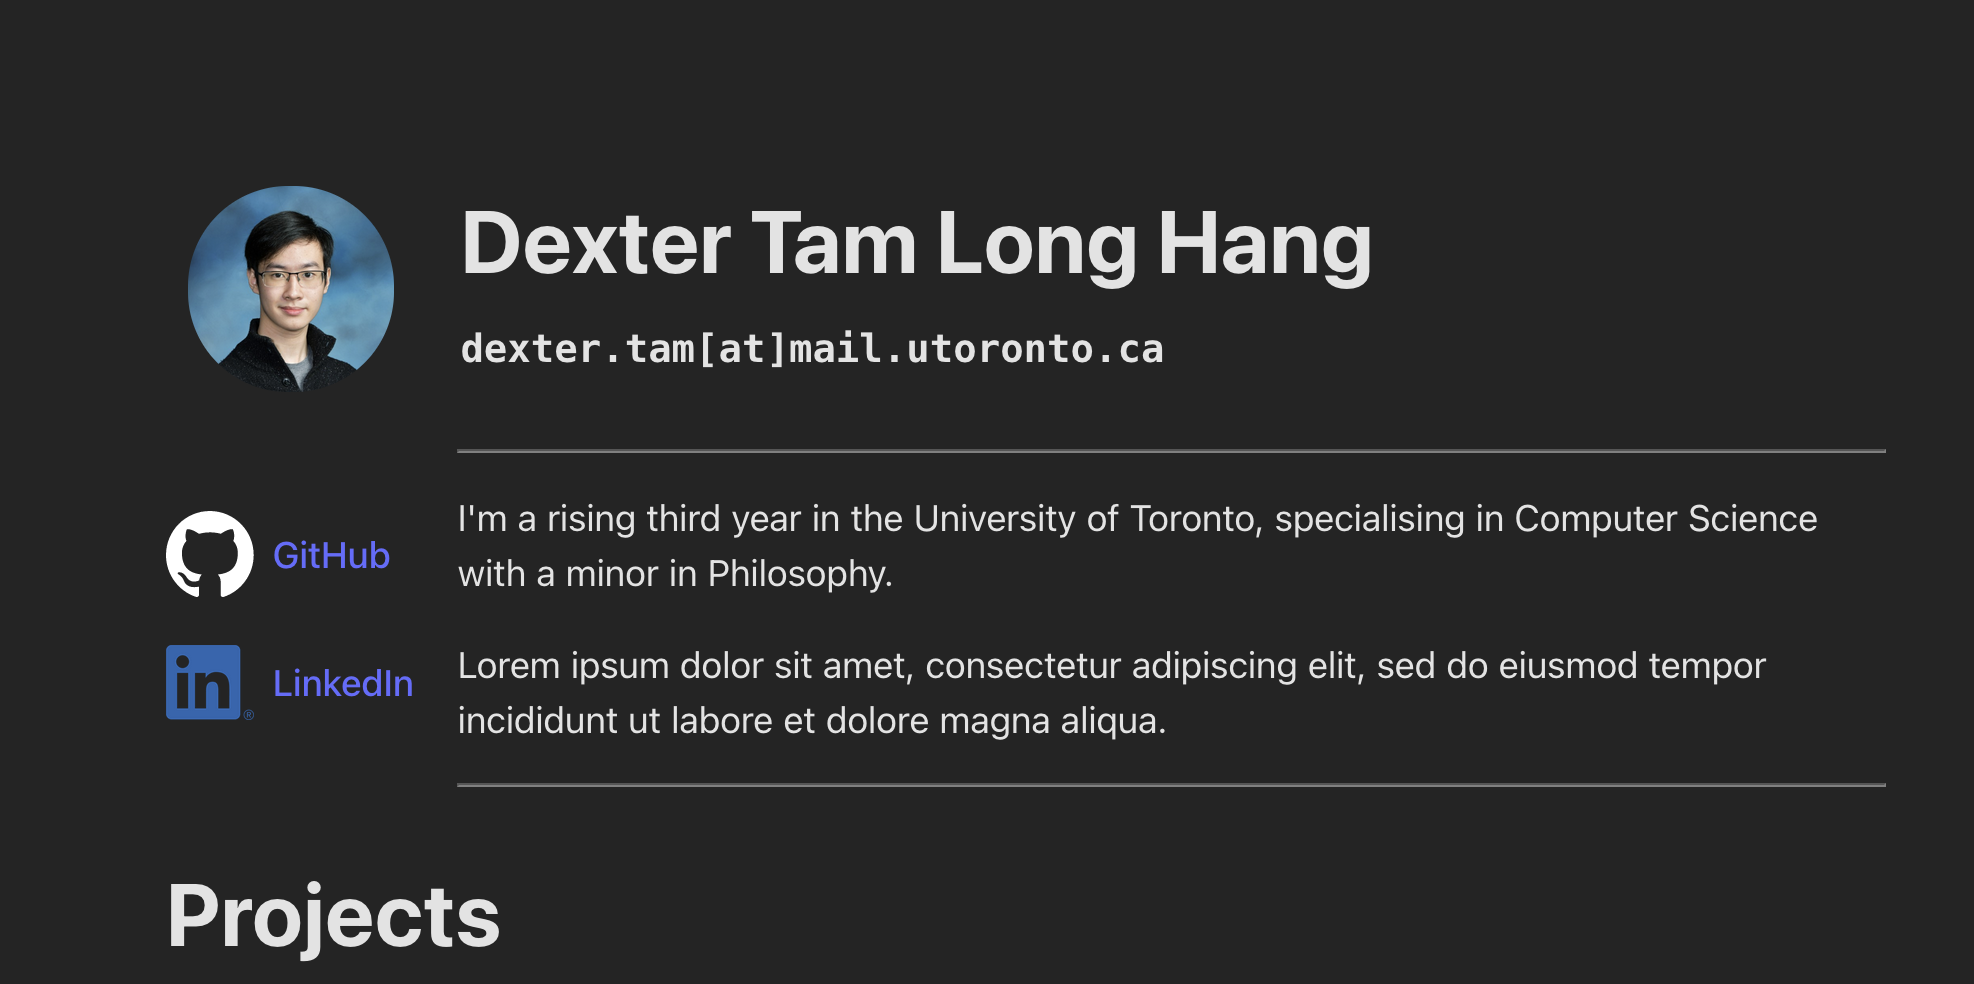 Dexter Tam Long Hang
dexter.tam[at]mail.utoronto.ca
GitHub
in®
LinkedIn
I'm a rising third year in the University of Toronto, specialising in Computer Science
with a minor in Philosophy.
Lorem ipsum dolor sit amet, consectetur adipiscing elit, sed do eiusmod tempor
incididunt ut labore et dolore magna aliqua.
Projects